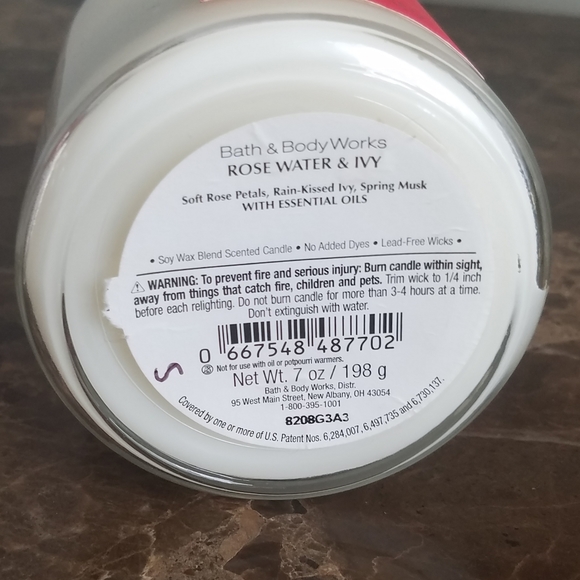 Bath & Body Works
ROSE WATER & IVY
Soft Rose Petals, Rain-Kissed Ivy, Spring Musk
WITH ESSENTIAL OILS
• Soy Wax Blend Scented Candle • No Added Dyes • Lead-Free Wicks •
⚠ WARNING: To prevent fire and serious injury: Burn candle within sight,
away from things that catch fire, children and pets. Trim wick to 1/4 inch
before each relighting. Do not burn candle for more than 3-4 hours at a time.
Don't extinguish with water.
0 667548 487702
Not for use with oil or potpourri warmers.
Net Wt. 7 oz / 198 g
Bath & Body Works, Distr.
95 West Main Street, New Albany, OH 43054
1-800-395-1001
8208G3A3
Covered by one or more of U.S. Patent Nos. 6,284,007, 6,497,735 and 6,730,137.